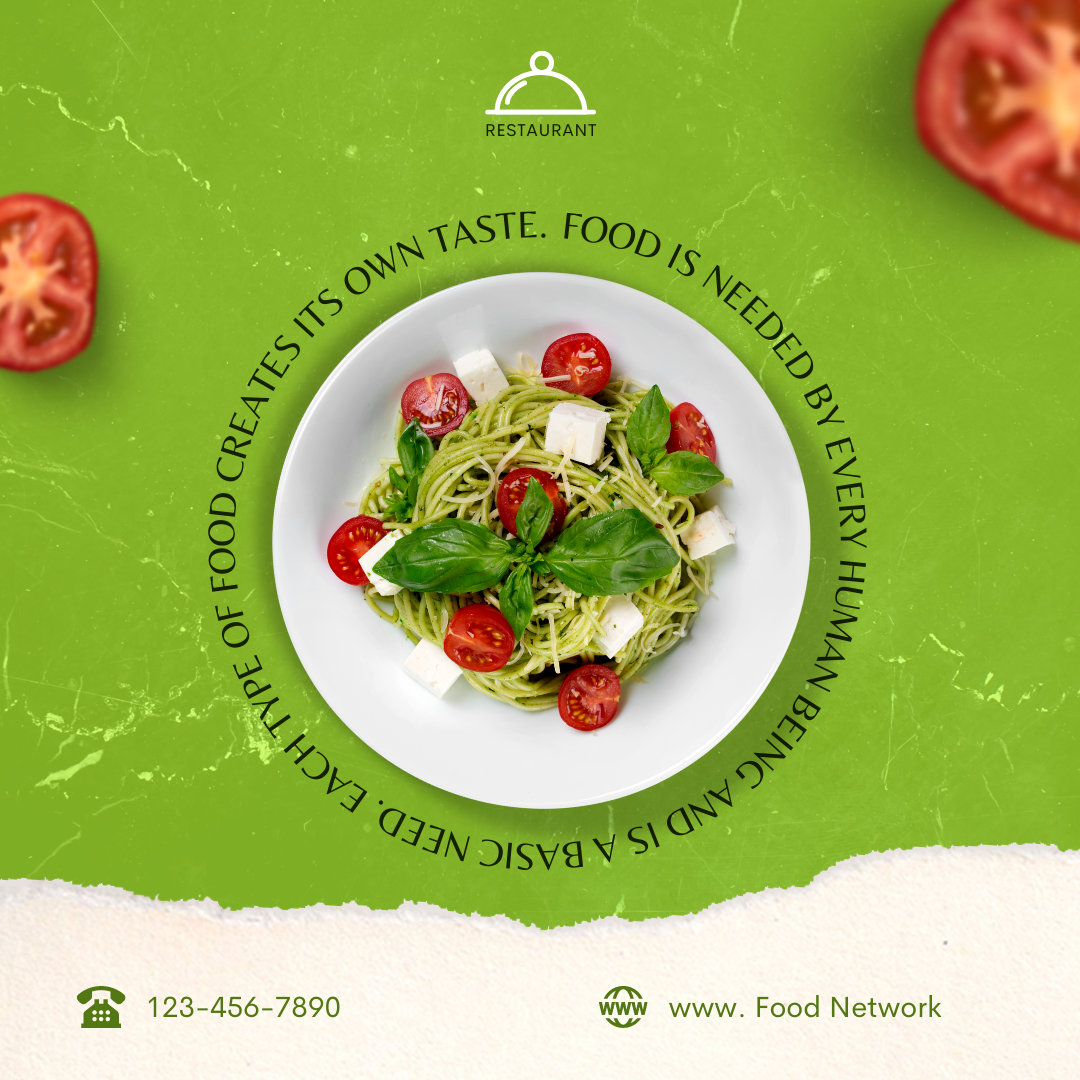 RESTAURANT
FOOD IS NEEDED BY EVERY HUMAN BEING AND IS A BASIC NEED. EACH TYPE OF FOOD CREATES ITS OWN TASTE.
123-456-7890
WWW
www. Food Network